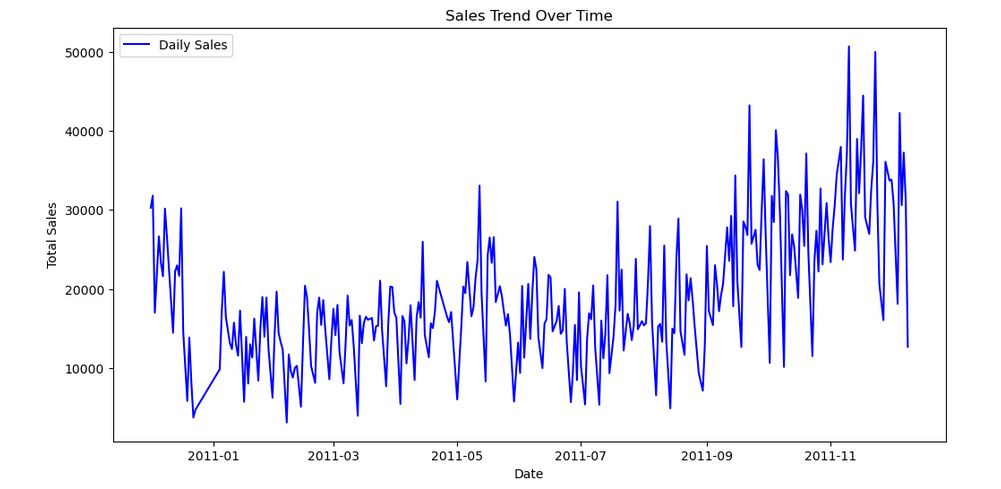 Sales Trend Over Time
Daily Sales
50000
40000
30000
20000
10000
Total Sales
2011-01 2011-03 2011-05 2011-07 2011-09 2011-11
Date